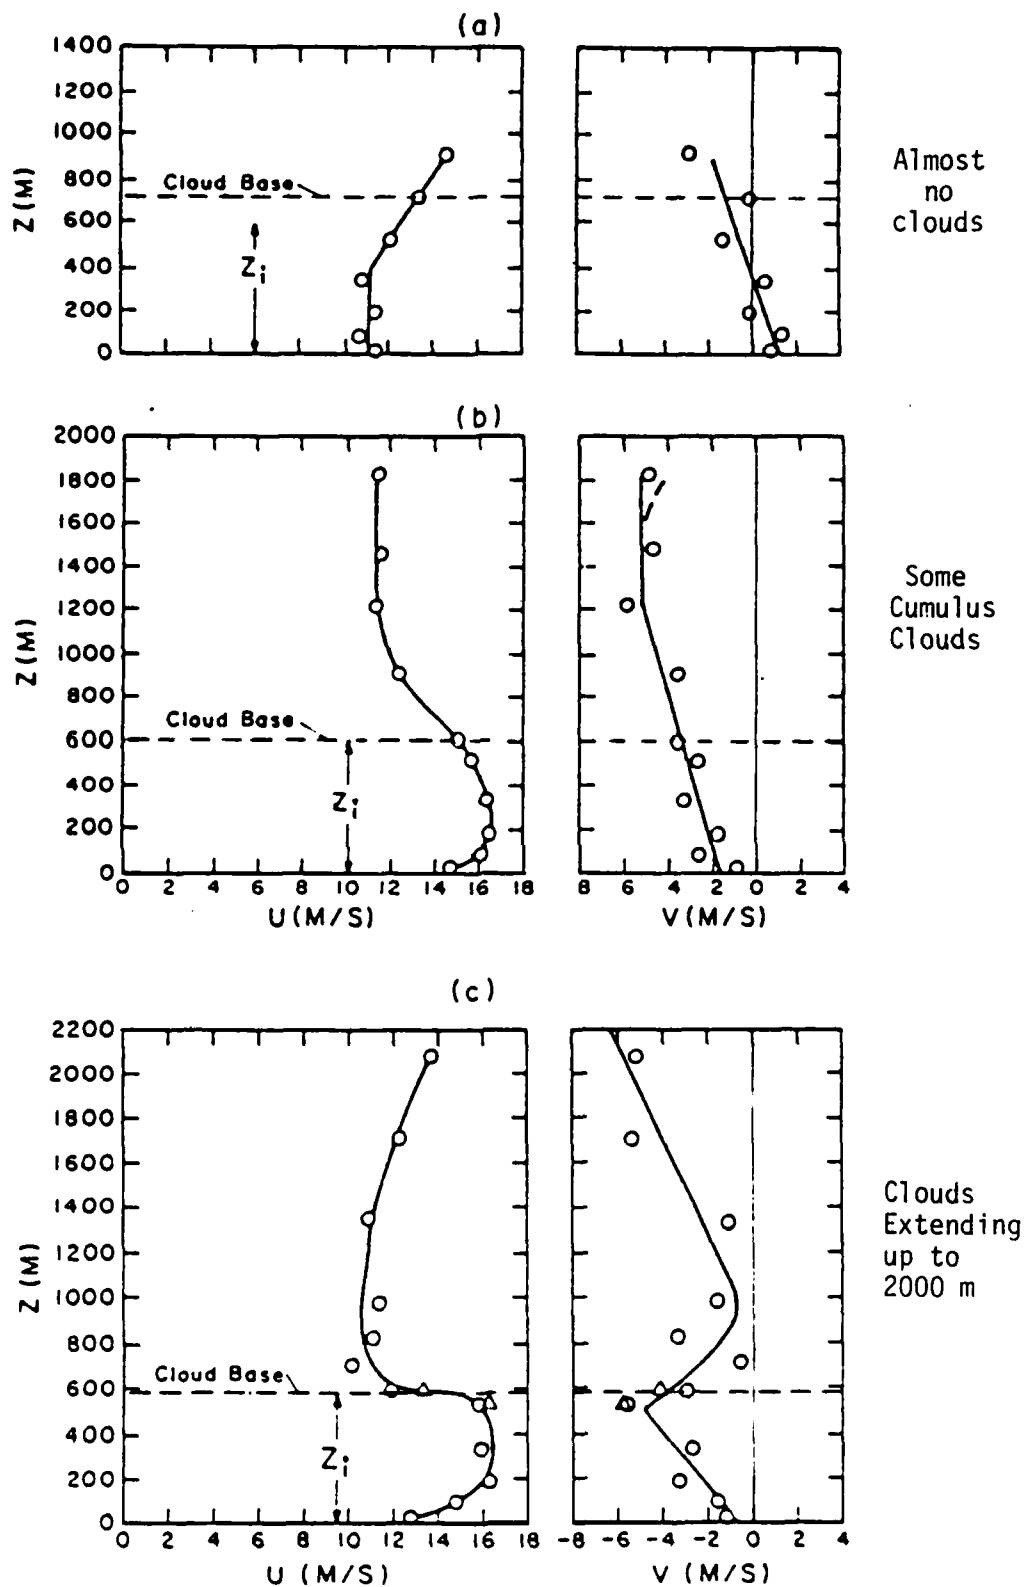 (a)
1400
1200
1000
800
600
400
200
0
Z (M)
Cloud Base
Zi
Almost
no
clouds
(b)
2000
1800
1600
1400
1200
1000
800
600
400
200
0
Z (M)
Cloud Base
Zi
0 2 4 6 8 10 12 14 16 18
U (M/S)
6 4 2 0 2 4
V (M/S)
Some
Cumulus
Clouds
(c)
2200
2000
1800
1600
1400
1200
1000
800
600
400
200
0
Z (M)
Cloud Base
Zi
0 2 4 6 8 10 12 14 16 18
U (M/S)
-8 -6 -4 -2 0 2 4
V (M/S)
Clouds
Extending
up to
2000 m